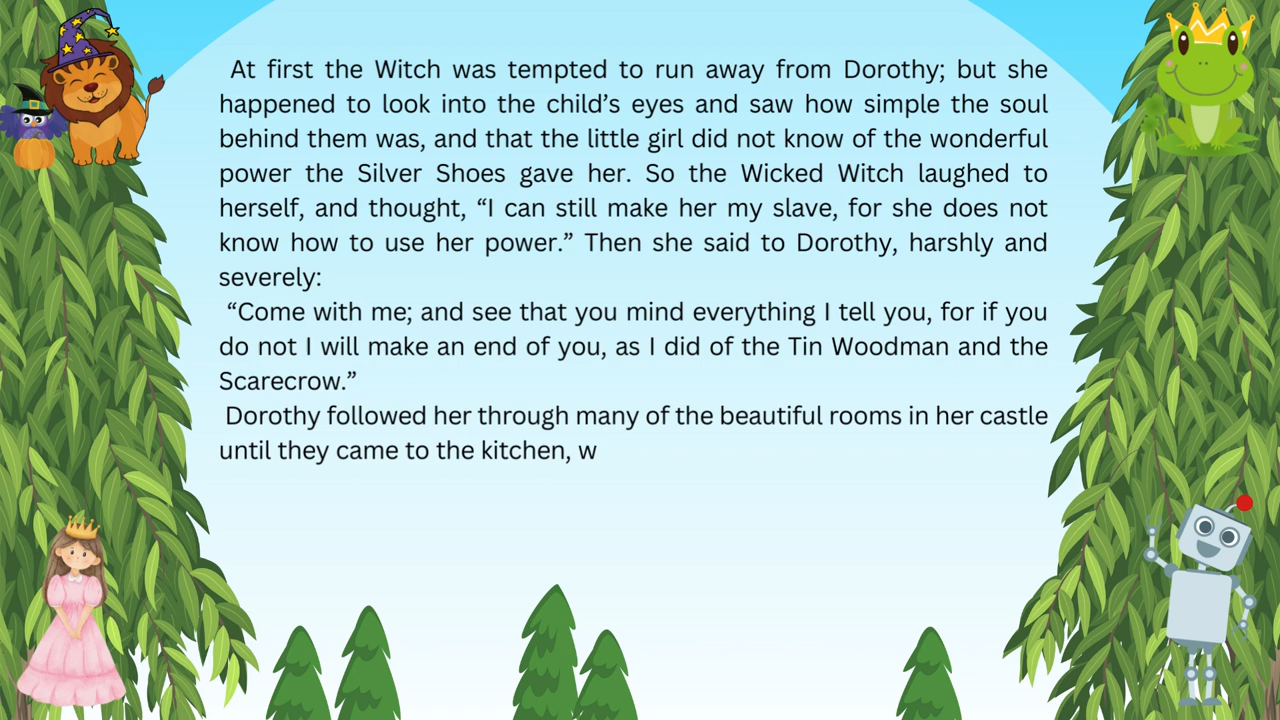 At first the Witch was tempted to run away from Dorothy; but she
happened to look into the child’s eyes and saw how simple the soul
behind them was, and that the little girl did not know of the wonderful
power the Silver Shoes gave her. So the Wicked Witch laughed to
herself, and thought, “I can still make her my slave, for she does not
know how to use her power.” Then she said to Dorothy, harshly and
severely:
“Come with me; and see that you mind everything I tell you, for if you
do not I will make an end of you, as I did of the Tin Woodman and the
Scarecrow.”
Dorothy followed her through many of the beautiful rooms in her castle
until they came to the kitchen, w